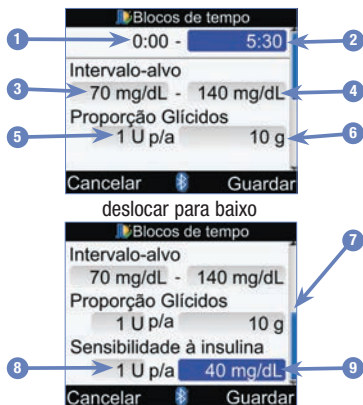 Blocos de tempo
1 0:00 - 5:30 2
Intervalo-alvo
3 70 mg/dL - 140 mg/dL 4
Proporção Glícidos
5 1 U p/a 10 g 6
Cancelar Guardar
deslocar para baixo
Blocos de tempo
Intervalo-alvo 7
70 mg/dL - 140 mg/dL
Proporção Glícidos
1 U p/a 10 g
Sensibilidade à insulina
8 1 U p/a 40 mg/dL 9
Cancelar Guardar